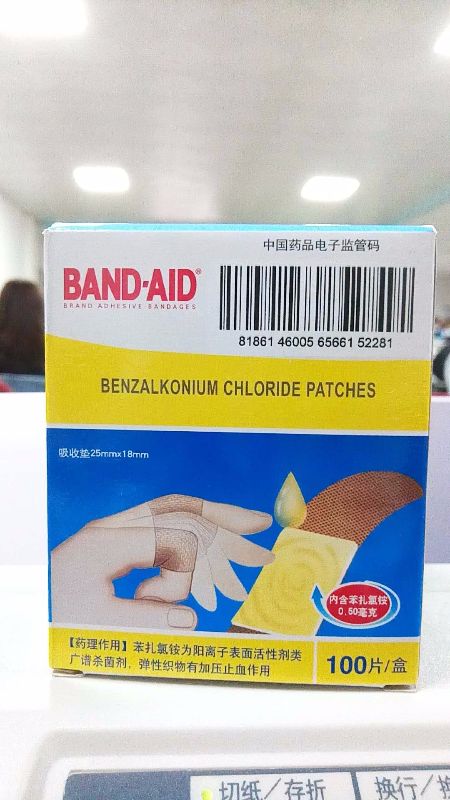 中国药品电子监管码
BAND-AID®
BRAND ADHESIVE BANDAGES
81861 46005 65661 52281
BENZALKONIUM CHLORIDE PATCHES
吸收垫25mmx18mm
内含苯扎氯铵
0.50毫克
【药理作用】苯扎氯铵为阳离子表面活性剂类
广谱杀菌剂，弹性织物有加压止血作用
100片/盒
切纸／存折
换行／